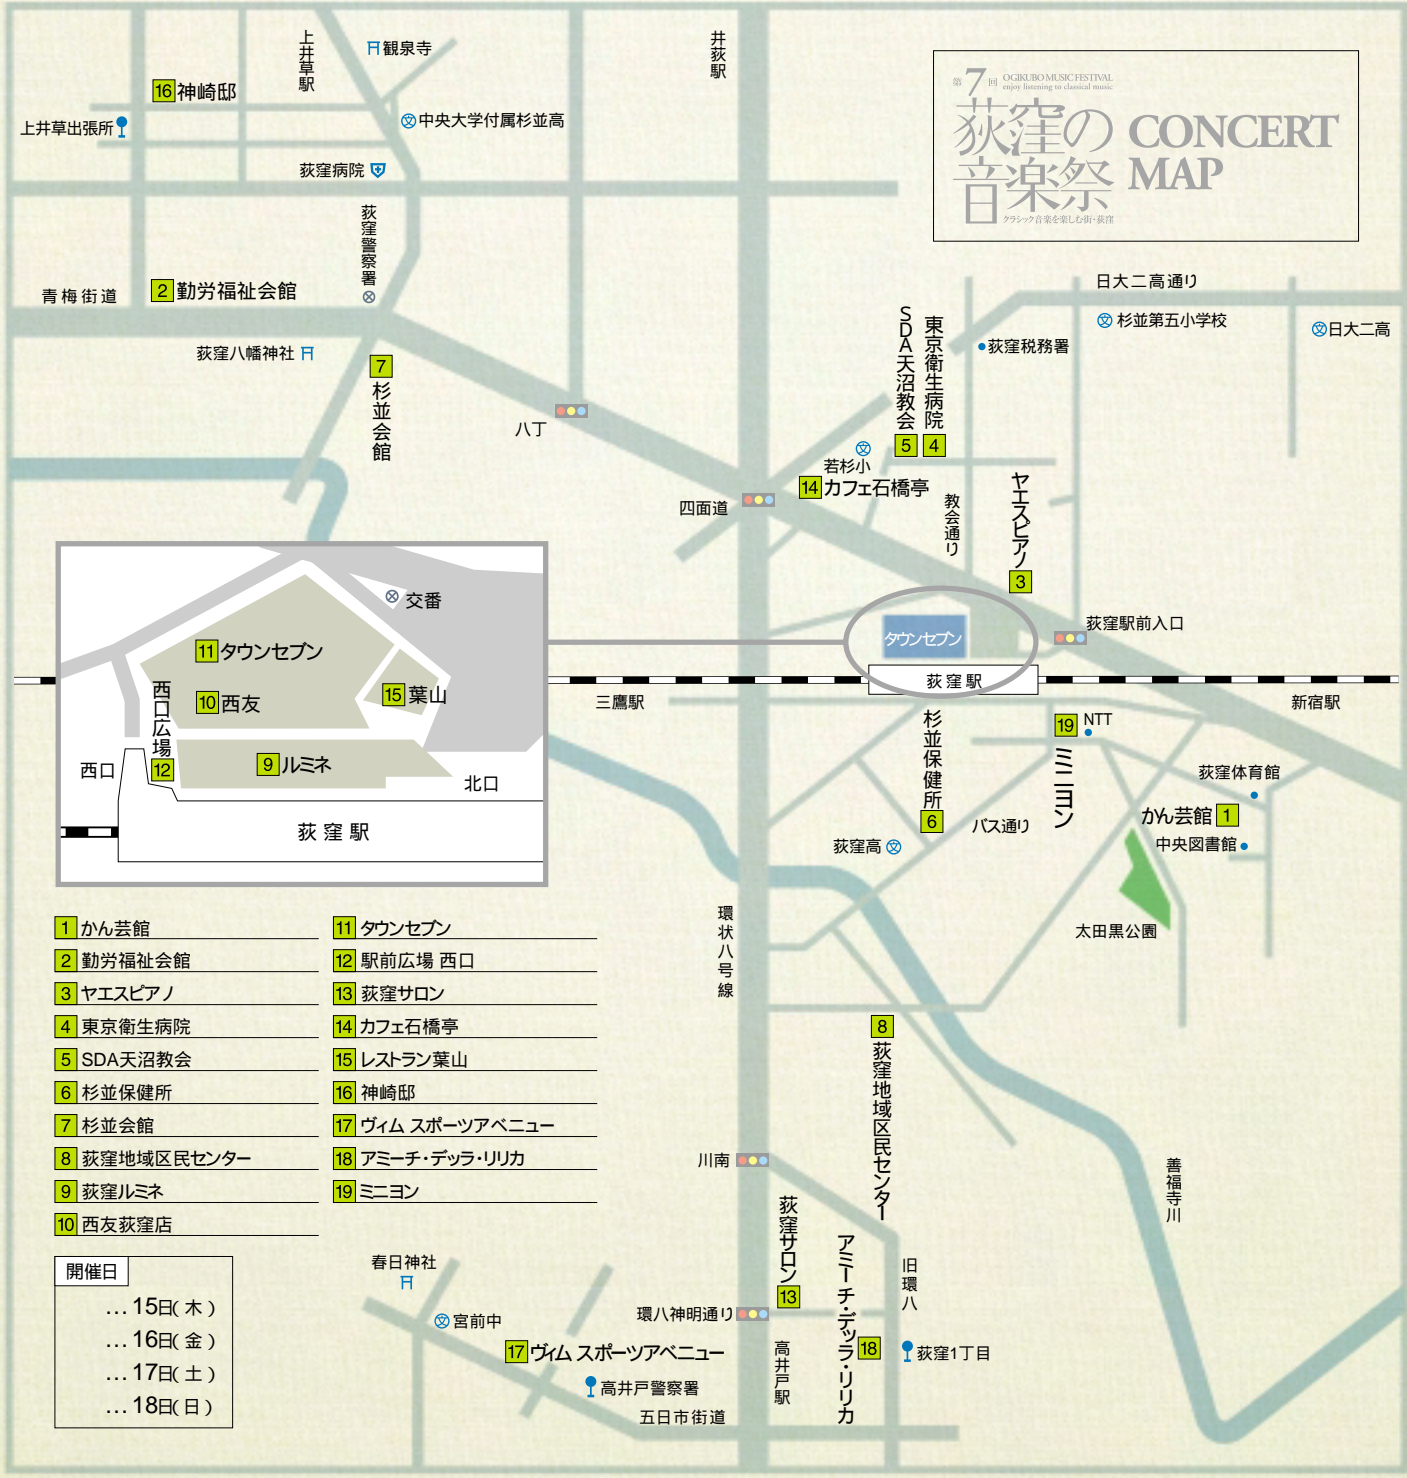 第7回 OGIKUBO MUSIC FESTIVAL
enjoy listening to classical music
荻窪の
音楽祭
クラシック音楽を楽しむ街・荻窪
CONCERT
MAP
上井草駅
観泉寺
井荻駅
16 神崎邸
上井草出張所
中央大学付属杉並高
荻窪病院
荻窪警察署
青梅街道
2 勤労福祉会館
荻窪八幡神社
7 杉並会館
八丁
日大二高通り
杉並第五小学校
日大二高
荻窪税務署
SDA天沼教会 5
東京衛生病院 4
若杉小
14 カフェ石橋亭
四面道
教会通り
ヤエスピアノ 3
荻窪駅前入口
タウンセブン
荻窪駅
三鷹駅
新宿駅
交番
11 タウンセブン
10 西友
15 葉山
西口広場 12
9 ルミネ
西口
北口
荻窪駅
杉並保健所 6
19 ミニヨン
NTT
荻窪体育館
かん芸館 1
中央図書館
バス通り
荻窪高
太田黒公園
環状八号線
8 荻窪地域区民センター
川南
善福寺川
荻窪サロン 13
アミーチ・デッラ・リリカ 18
旧環八
環八神明通り
高井戸駅
荻窪1丁目
春日神社
宮前中
17 ヴィム スポーツアベニュー
高井戸警察署
五日市街道
1 かん芸館
2 勤労福祉会館
3 ヤエスピアノ
4 東京衛生病院
5 SDA天沼教会
6 杉並保健所
7 杉並会館
8 荻窪地域区民センター
9 荻窪ルミネ
10 西友荻窪店
11 タウンセブン
12 駅前広場 西口
13 荻窪サロン
14 カフェ石橋亭
15 レストラン葉山
16 神崎邸
17 ヴィム スポーツアベニュー
18 アミーチ・デッラ・リリカ
19 ミニヨン
開催日
…15日(木)
…16日(金)
…17日(土)
…18日(日)
文
文
文
文
文
文